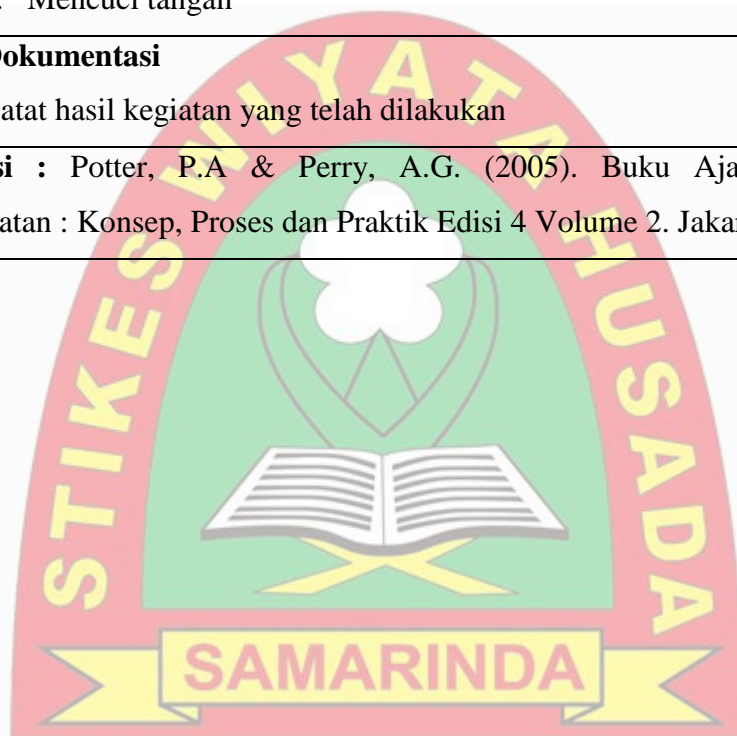 Mencuci tangan
Dokumentasi
atat hasil kegiatan yang telah dilakukan
si : Potter, P.A & Perry, A.G. (2005). Buku Aja
atan : Konsep, Proses dan Praktik Edisi 4 Volume 2. Jaka
STIKES WIYATA HUSADA
SAMARINDA